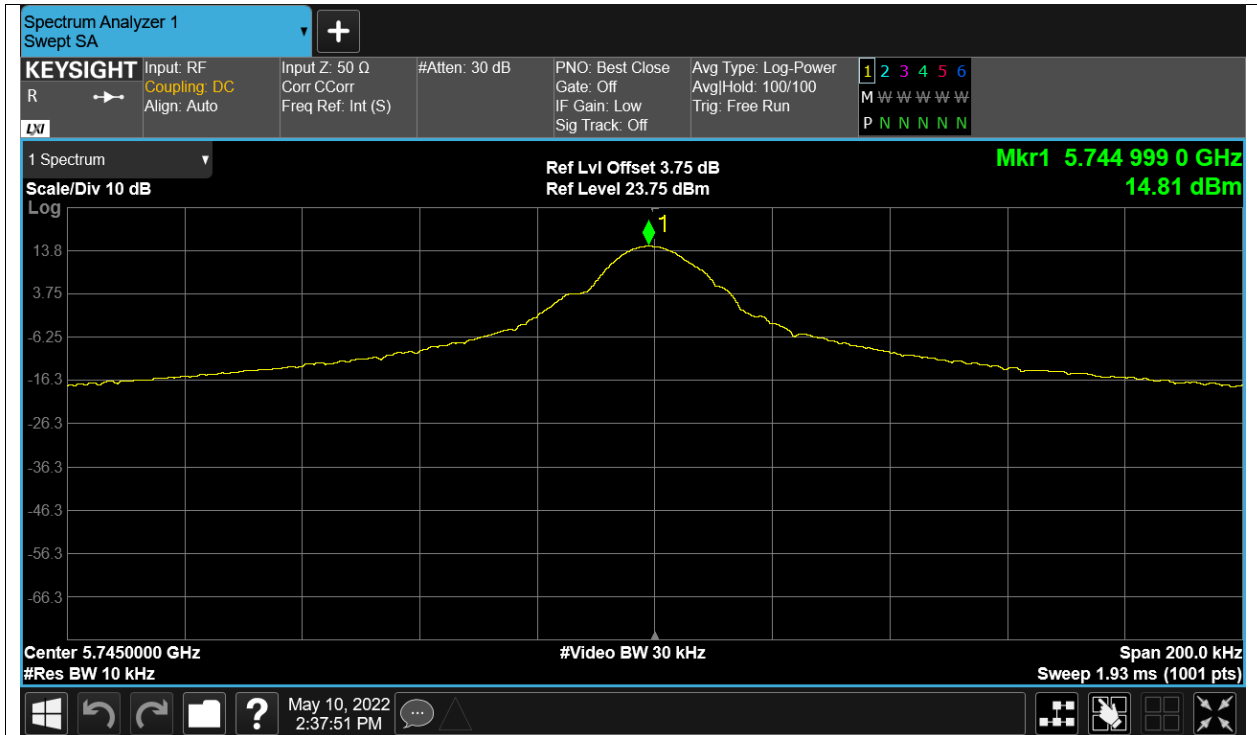 Spectrum Analyzer 1
Swept SA
+
KEYSIGHT
R
LXI
Input: RF
Coupling: DC
Align: Auto
Input Z: 50 Ω
Corr CCorr
Freq Ref: Int (S)
#Atten: 30 dB
PNO: Best Close
Gate: Off
IF Gain: Low
Sig Track: Off
Avg Type: Log-Power
Avg|Hold: 100/100
Trig: Free Run
1 2 3 4 5 6
M W W W W W
P N N N N N
1 Spectrum
Scale/Div 10 dB
Log
Ref Lvl Offset 3.75 dB
Ref Level 23.75 dBm
Mkr1 5.744 999 0 GHz
14.81 dBm
1
13.8
3.75
-6.25
-16.3
-26.3
-36.3
-46.3
-56.3
-66.3
Center 5.7450000 GHz
#Res BW 10 kHz
#Video BW 30 kHz
Span 200.0 kHz
Sweep 1.93 ms (1001 pts)
?
May 10, 2022
2:37:51 PM